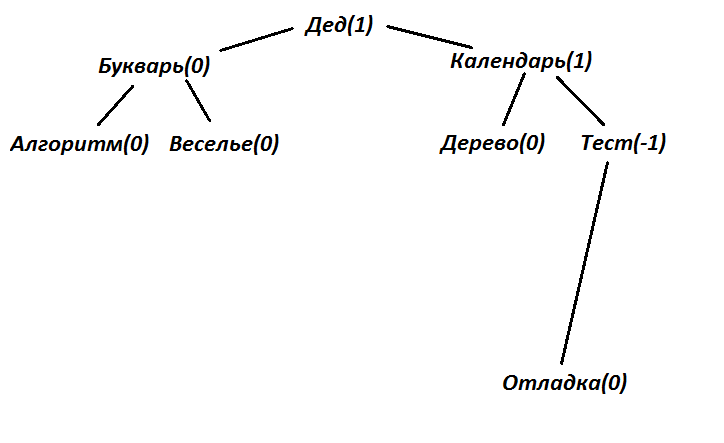 Дед(1)
Букварь(0)
Календарь(1)
Алгоритм(0)
Веселье(0)
Дерево(0)
Тест(-1)
Отладка(0)